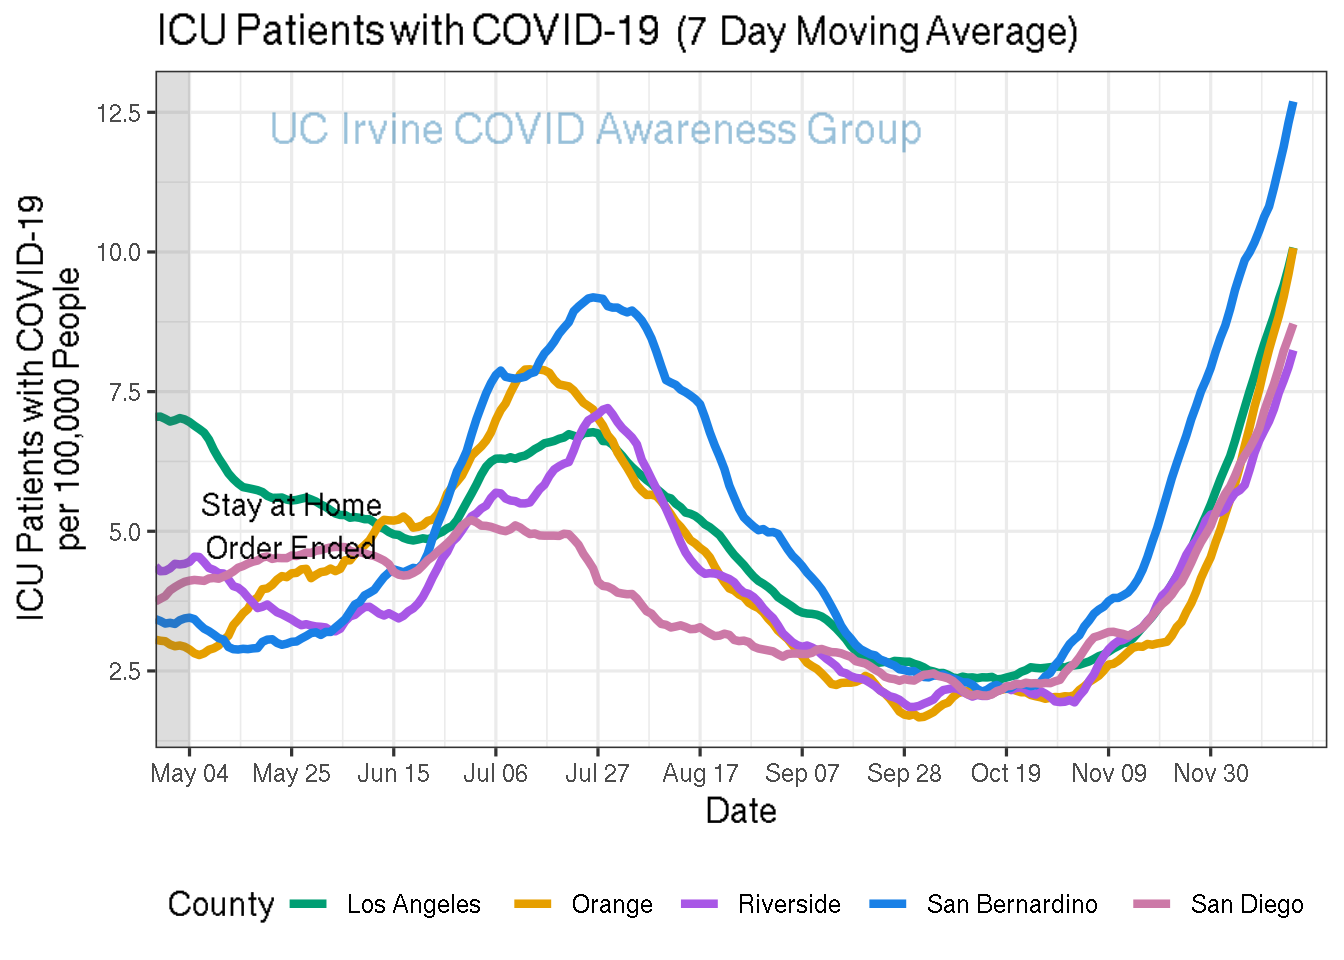 ICU Patients with COVID-19 (7 Day Moving Average)
UC Irvine COVID Awareness Group
ICU Patients with COVID-19
per 100,000 People
12.5
10.0
7.5
5.0
2.5
Stay at Home
Order Ended
May 04 May 25 Jun 15 Jul 06 Jul 27 Aug 17 Sep 07 Sep 28 Oct 19 Nov 09 Nov 30
Date
County Los Angeles Orange Riverside San Bernardino San Diego